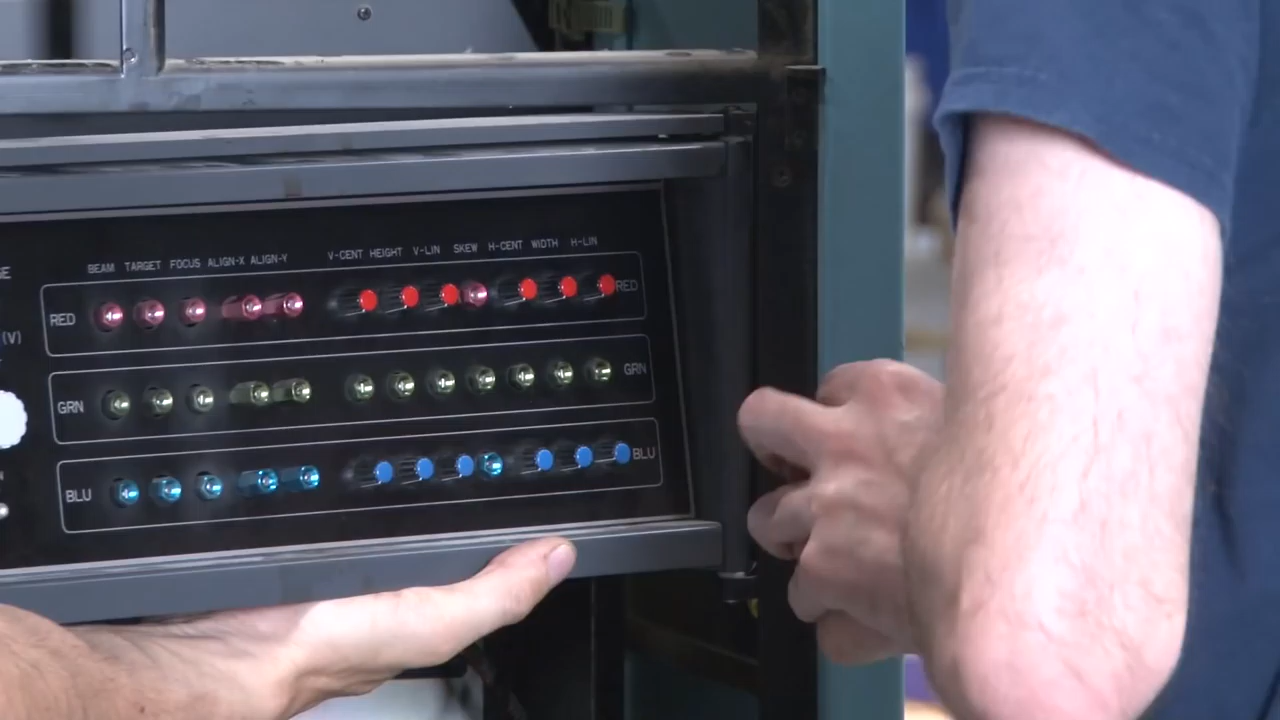 BEAM TARGET FOCUS ALIGN-X ALIGN-Y V-CENT HEIGHT V-LIN SKEW H-CENT WIDTH H-LIN
RED RED
(V)
GRN GRN
BLU BLU